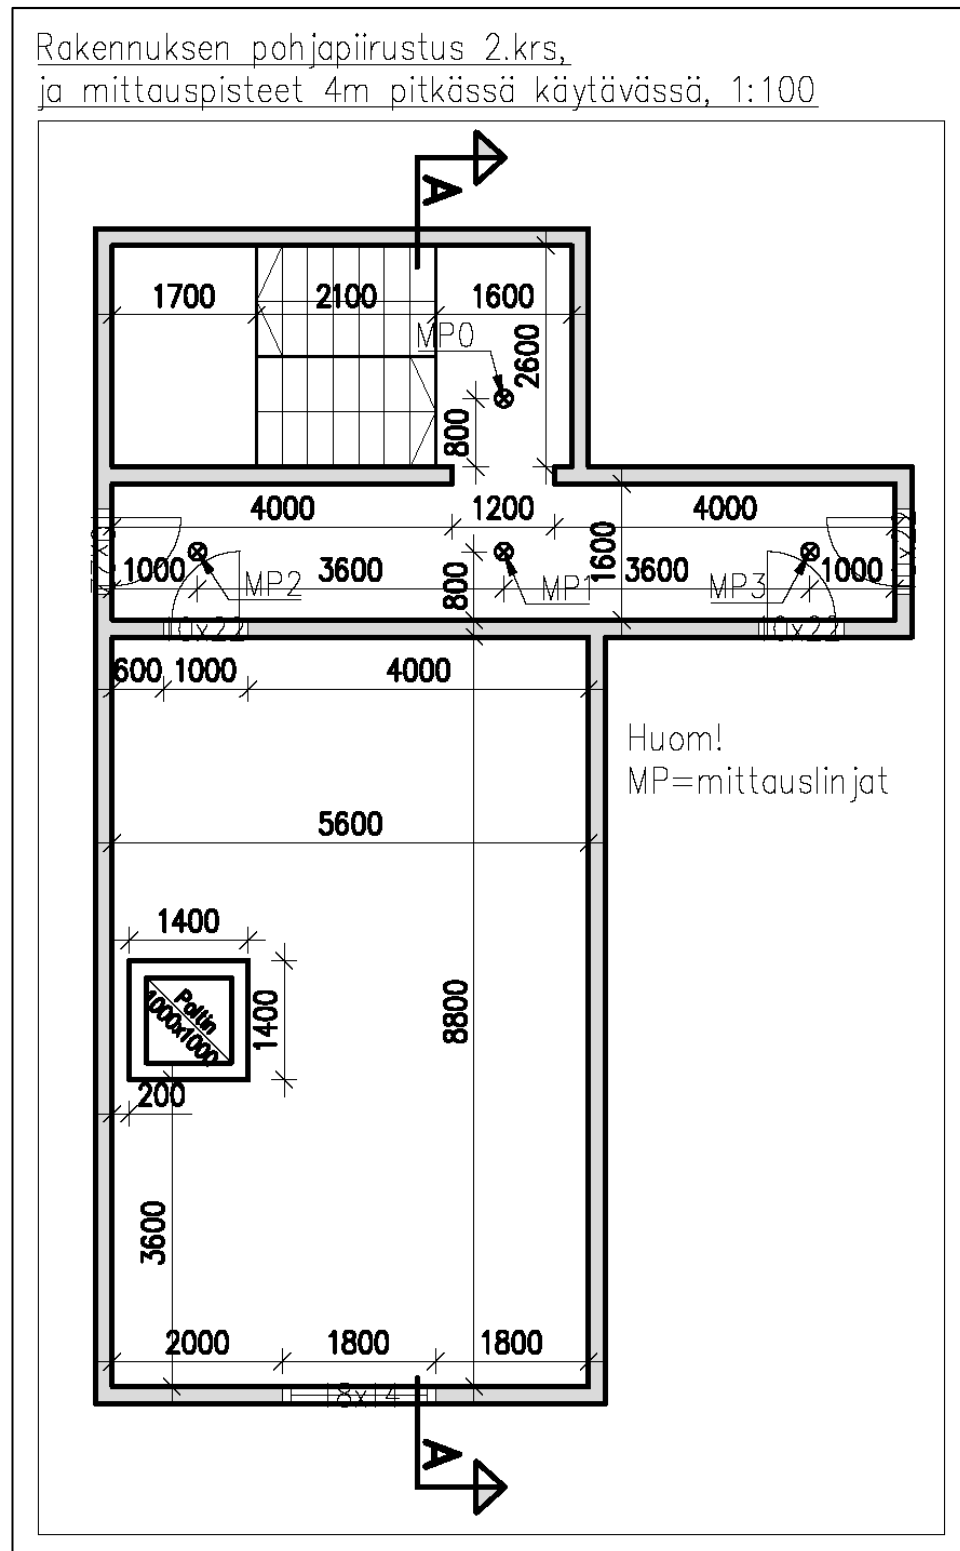 Rakennuksen pohjapiirustus 2.krs,
ja mittauspisteet 4m pitkässä käytävässä, 1:100
A
1700 2100 1600
MP0
2600
800
4000 1200 4000
1000 3600 800 1600 3600 1000
MP2 MP1 MP3
10x22 10x22
600 1000 4000
Huom!
MP=mittauslinjat
5600
1400
Poltin
1000x1000
1400
8800
200
3600
2000 1800 1800
18x14
A